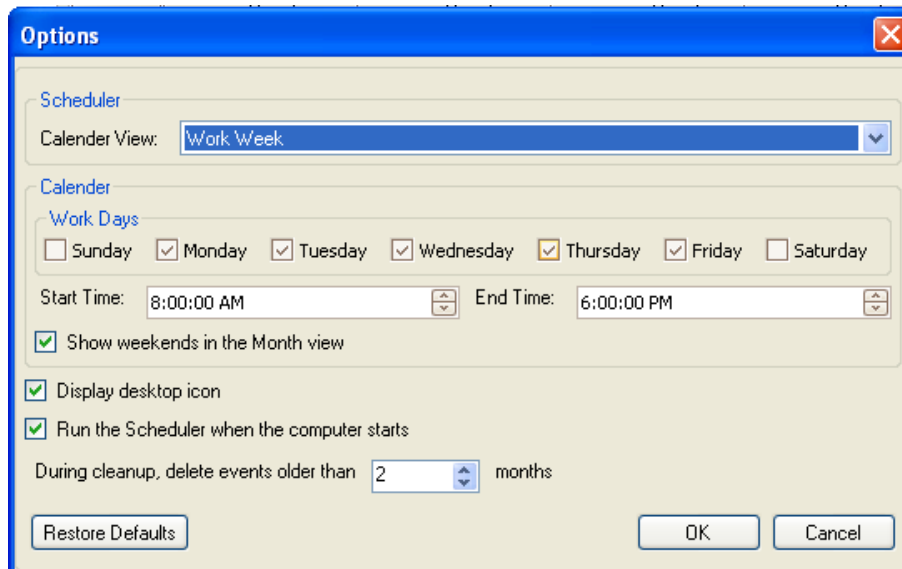 Options
Scheduler
Calender View: Work Week
Calender
Work Days
Sunday Monday Tuesday Wednesday Thursday Friday Saturday
Start Time: 8:00:00 AM End Time: 6:00:00 PM
Show weekends in the Month view
Display desktop icon
Run the Scheduler when the computer starts
During cleanup, delete events older than 2 months
Restore Defaults OK Cancel